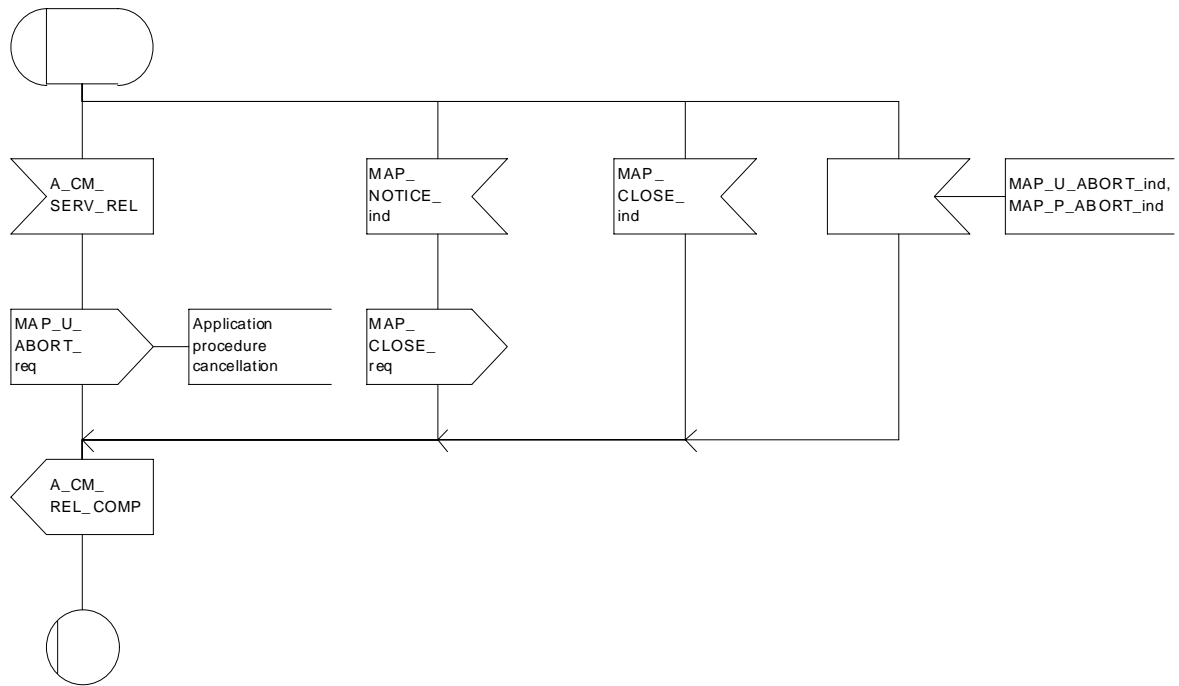 A_CM_
SERV_REL
MAP_
NOTICE_
ind
MAP_
CLOSE_
ind
MAP_U_ABORT_ind,
MAP_P_ABORT_ind
MAP_U_
ABORT_
req
Application
procedure
cancellation
MAP_
CLOSE_
req
A_CM_
REL_COMP